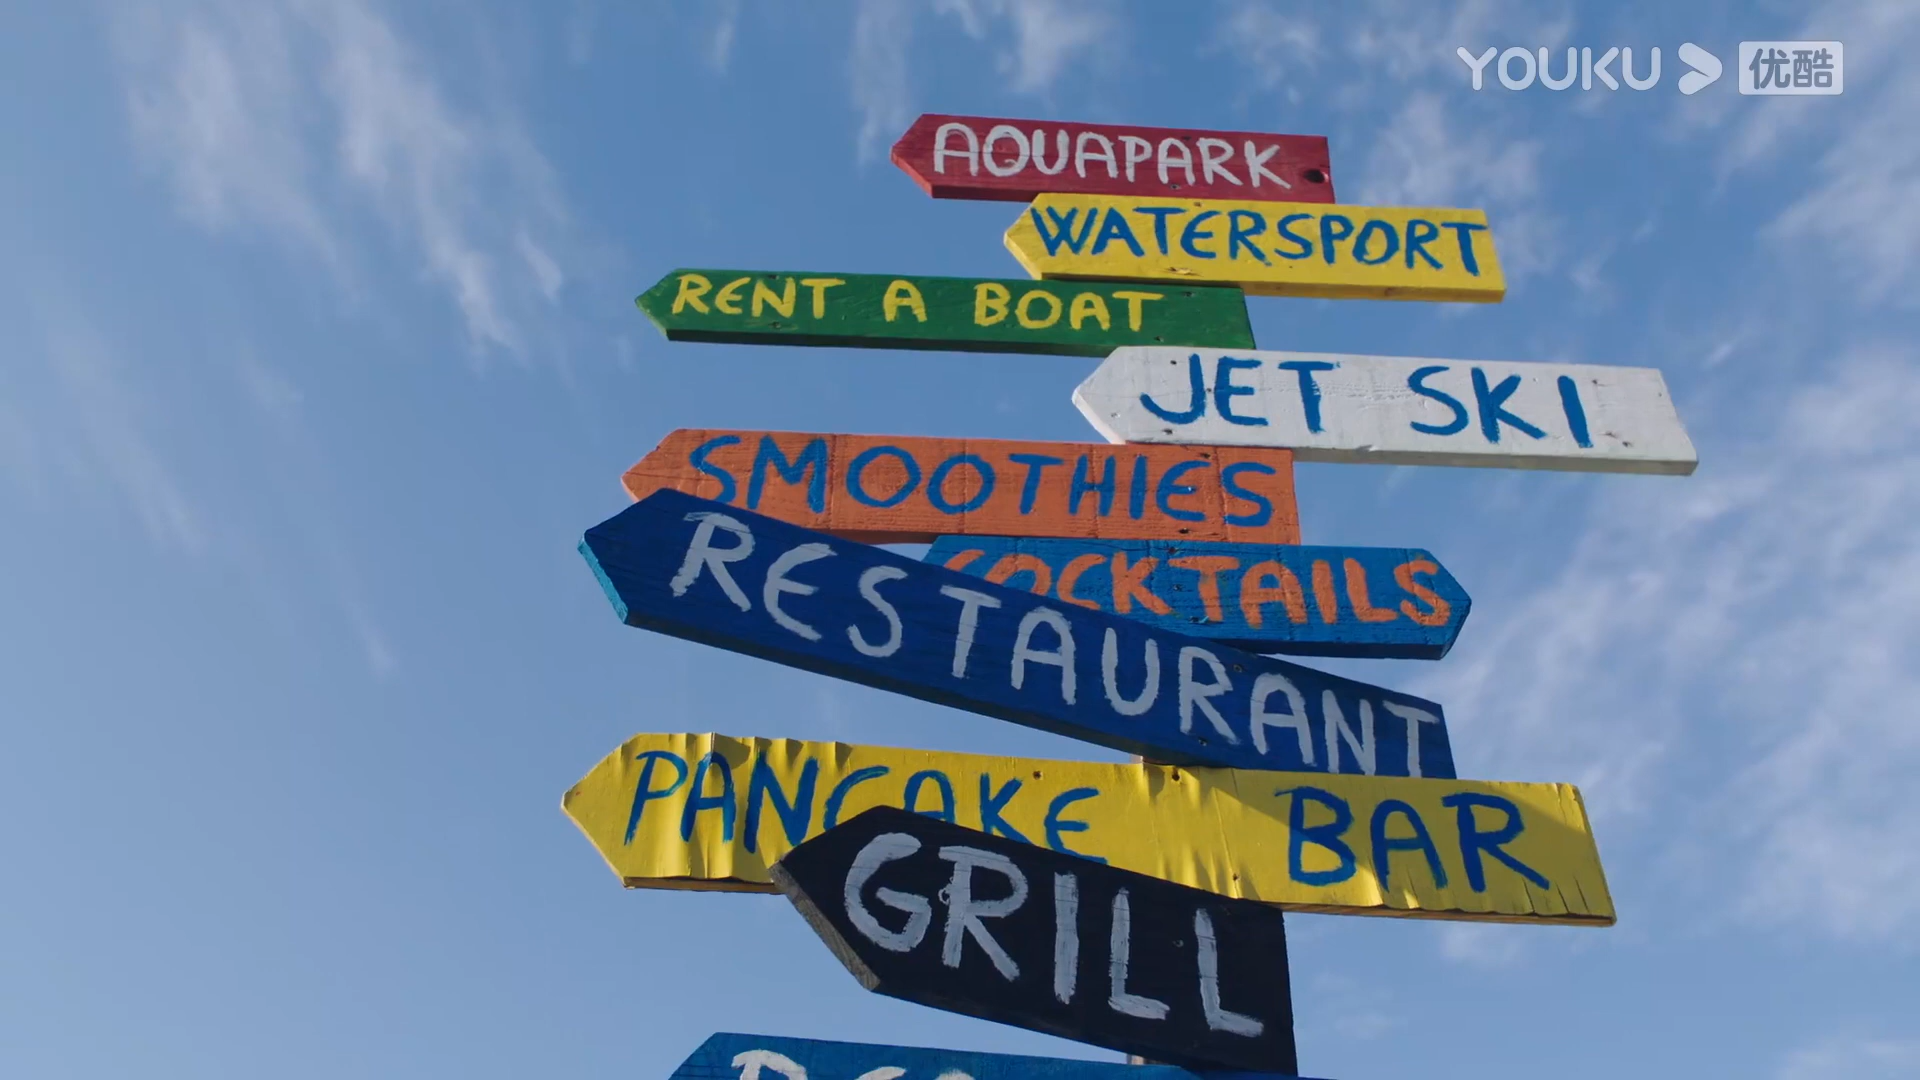 YOUKU 优酷
AQUAPARK
WATERSPORT
RENT A BOAT
JET SKI
SMOOTHIES
COCKTAILS
RESTAURANT
PANCAKE BAR
GRILL